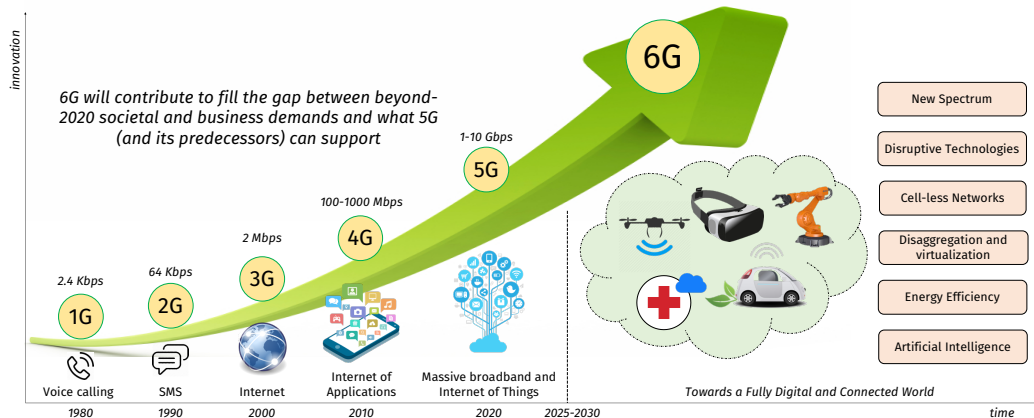 innovation
6G will contribute to fill the gap between beyond-
2020 societal and business demands and what 5G
(and its predecessors) can support
2.4 Kbps
1G
Voice calling
1980
64 Kbps
2G
SMS
1990
2 Mbps
3G
Internet
2000
100-1000 Mbps
4G
Internet of
Applications
2010
1-10 Gbps
5G
Massive broadband and
Internet of Things
2020
6G
2025-2030
Towards a Fully Digital and Connected World
time
New Spectrum
Disruptive Technologies
Cell-less Networks
Disaggregation and
virtualization
Energy Efficiency
Artificial Intelligence